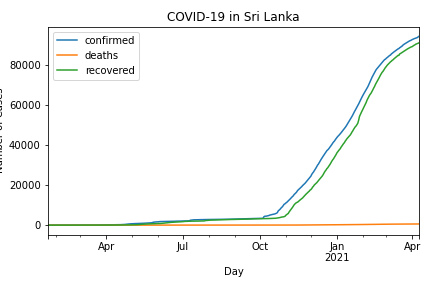 COVID-19 in Sri Lanka
confirmed
deaths
recovered
80000
60000
40000
20000
0
Apr
Jul
Oct
Jan
2021
Apr
Day